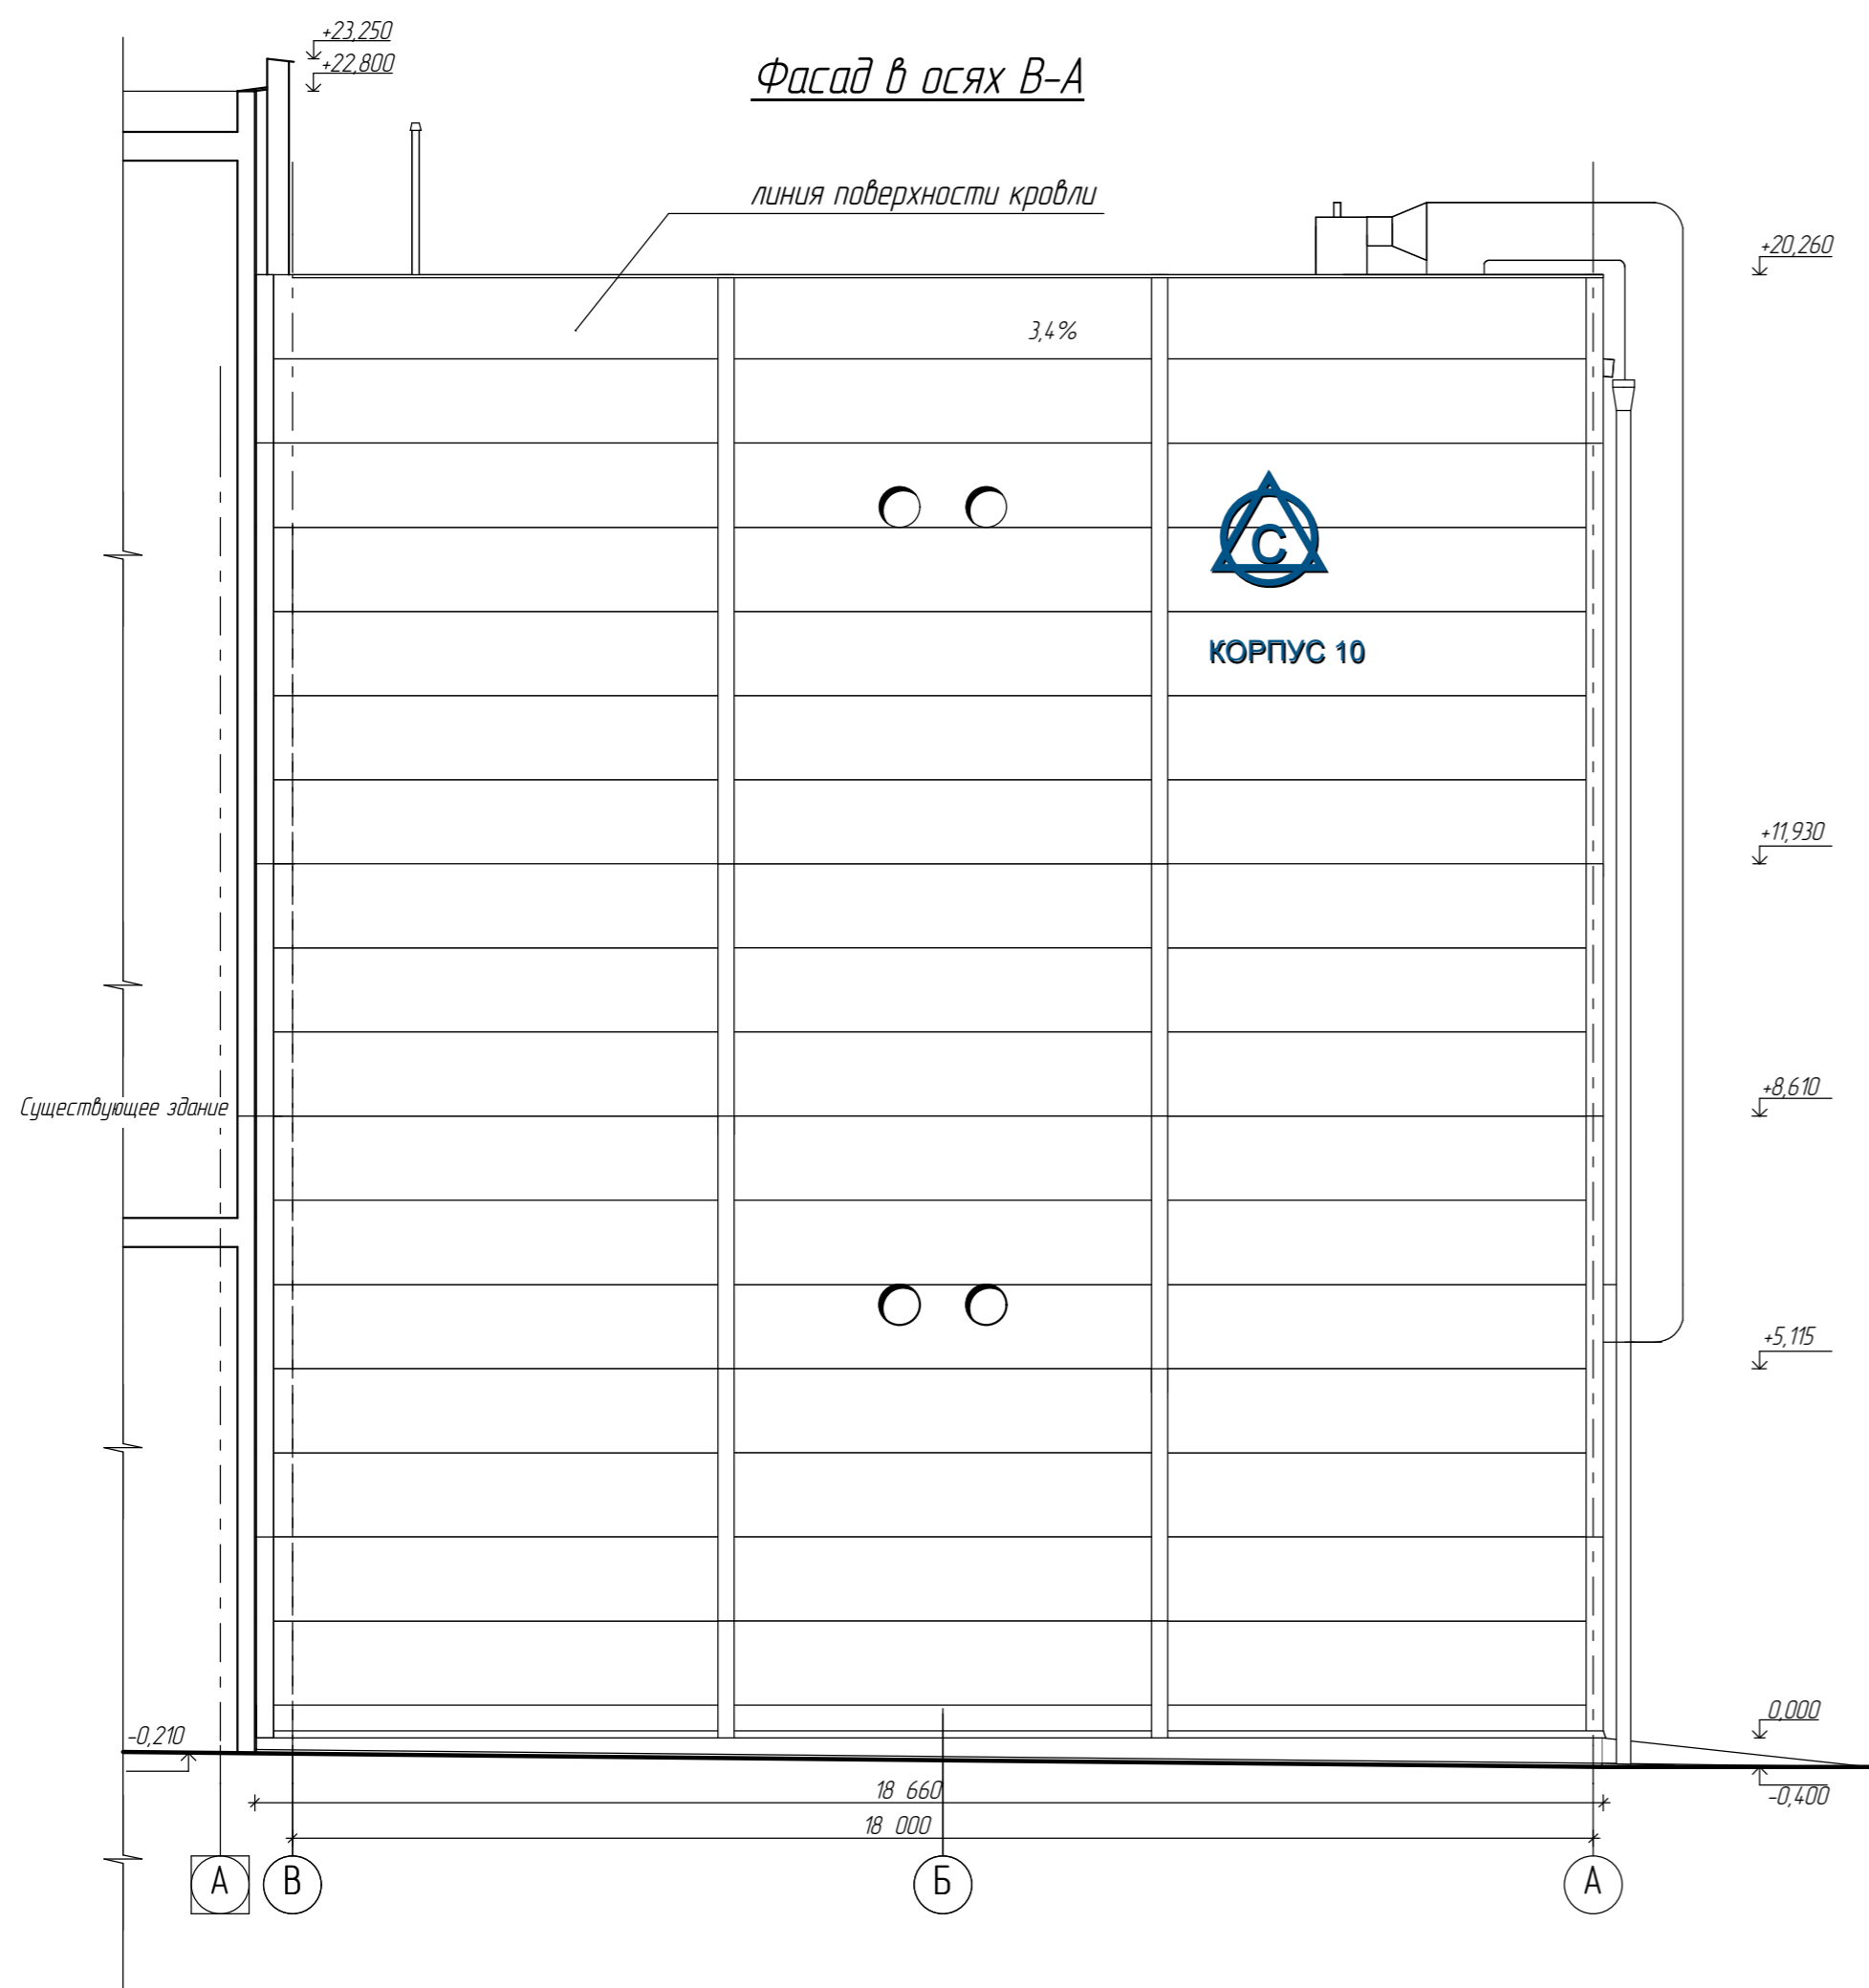 +23,250
+22,800
Фасад в осях В-А
линия поверхности кровли
+20,260
3,4%
С
КОРПУС 10
+11,930
+8,610
Существующее здание
+5,115
0,000
-0,210
-0,400
18 660
18 000
А
В
Б
А